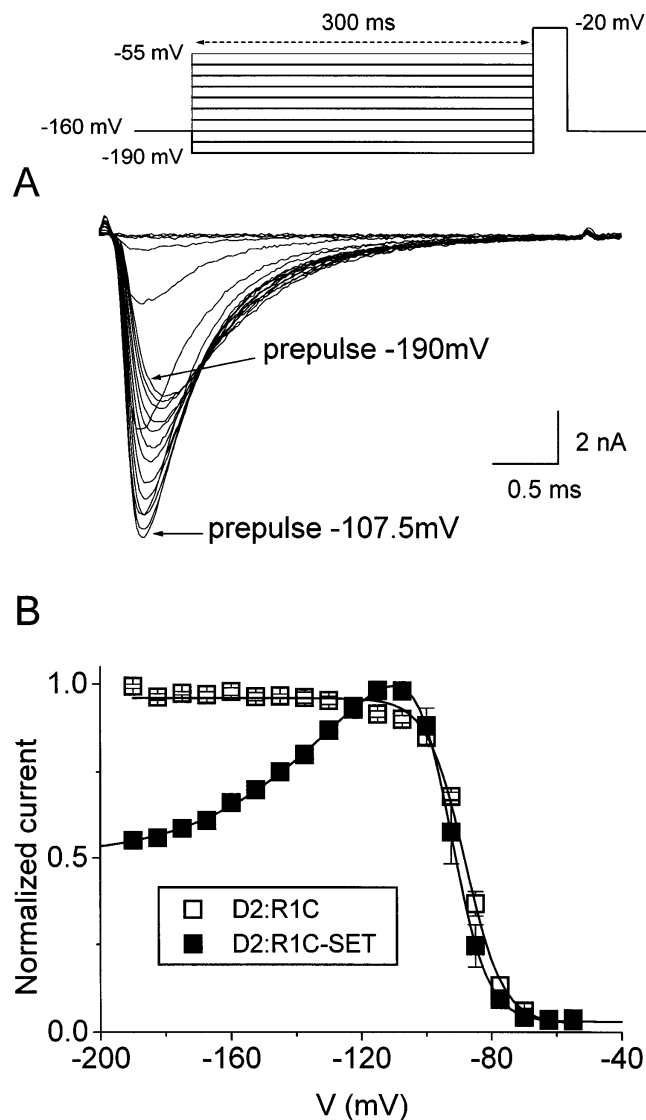 300 ms
-20 mV
-55 mV
-160 mV
-190 mV
A
prepulse -190mV
2 nA
0.5 ms
prepulse -107.5mV
B
1.0
0.5
0.0
Normalized current
D2:R1C
D2:R1C-SET
-200 -160 -120 -80 -40
V (mV)